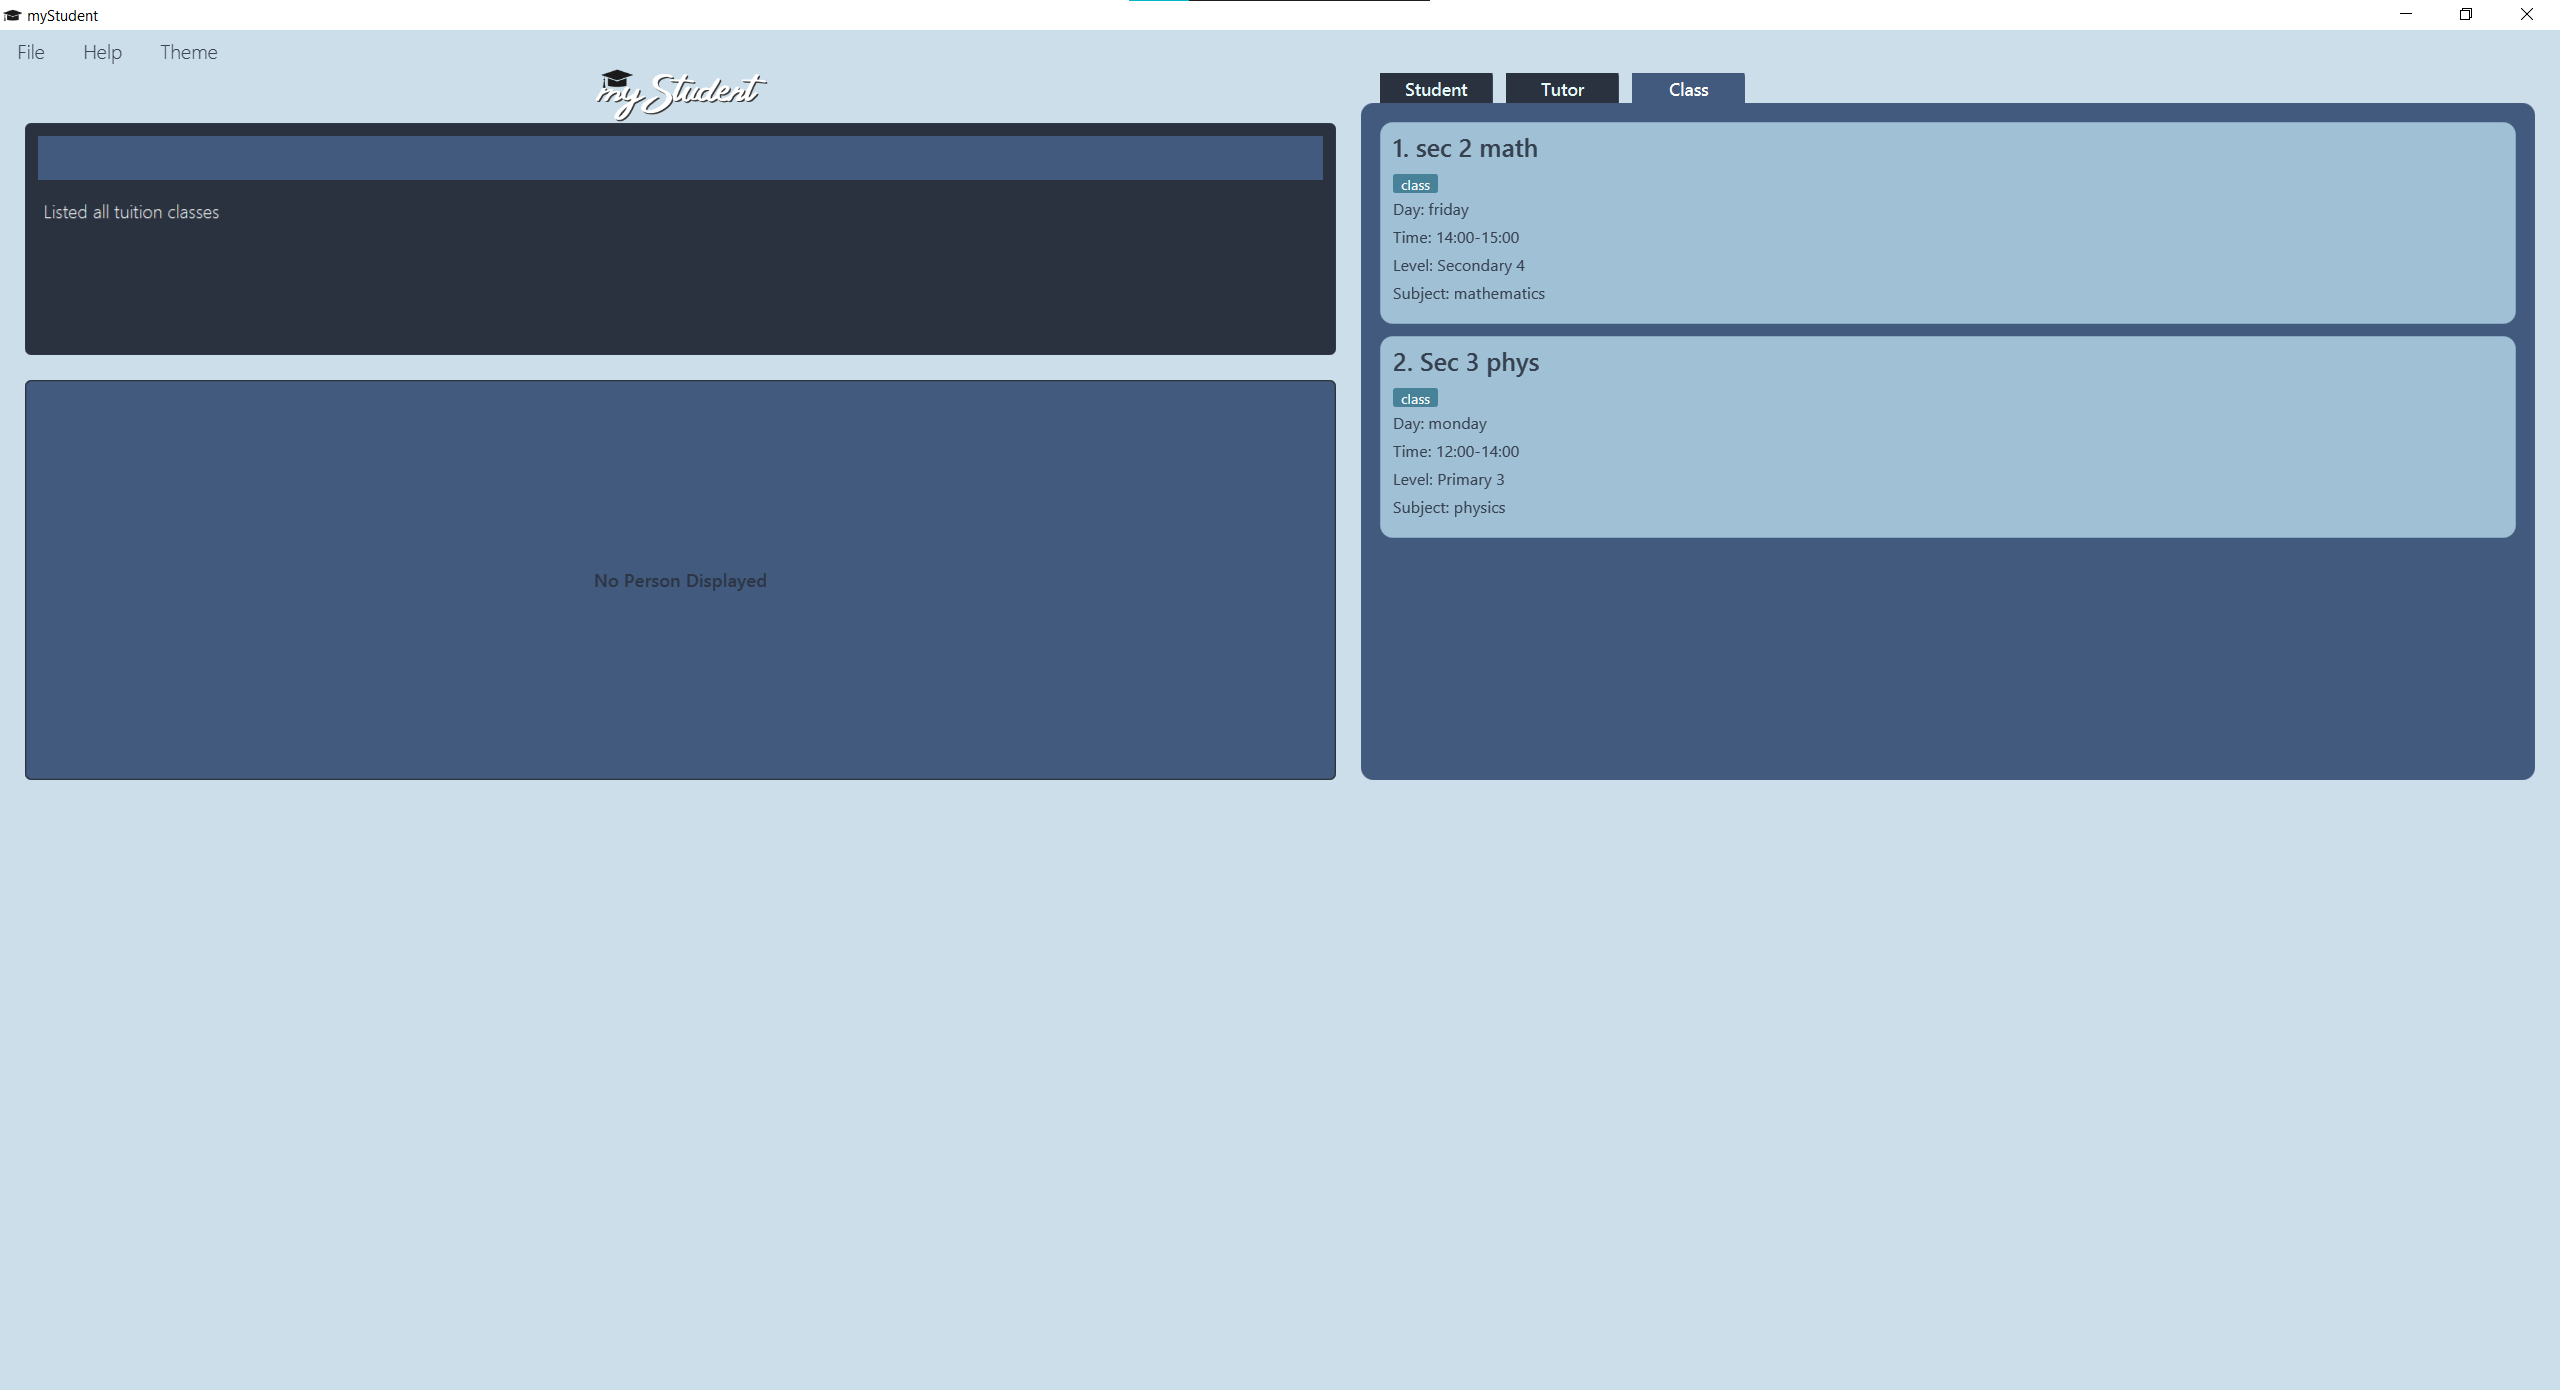 myStudent
File Help Theme
myStudent
Student Tutor Class
Listed all tuition classes
No Person Displayed
1. sec 2 math
class
Day: friday
Time: 14:00-15:00
Level: Secondary 4
Subject: mathematics
2. Sec 3 phys
class
Day: monday
Time: 12:00-14:00
Level: Primary 3
Subject: physics